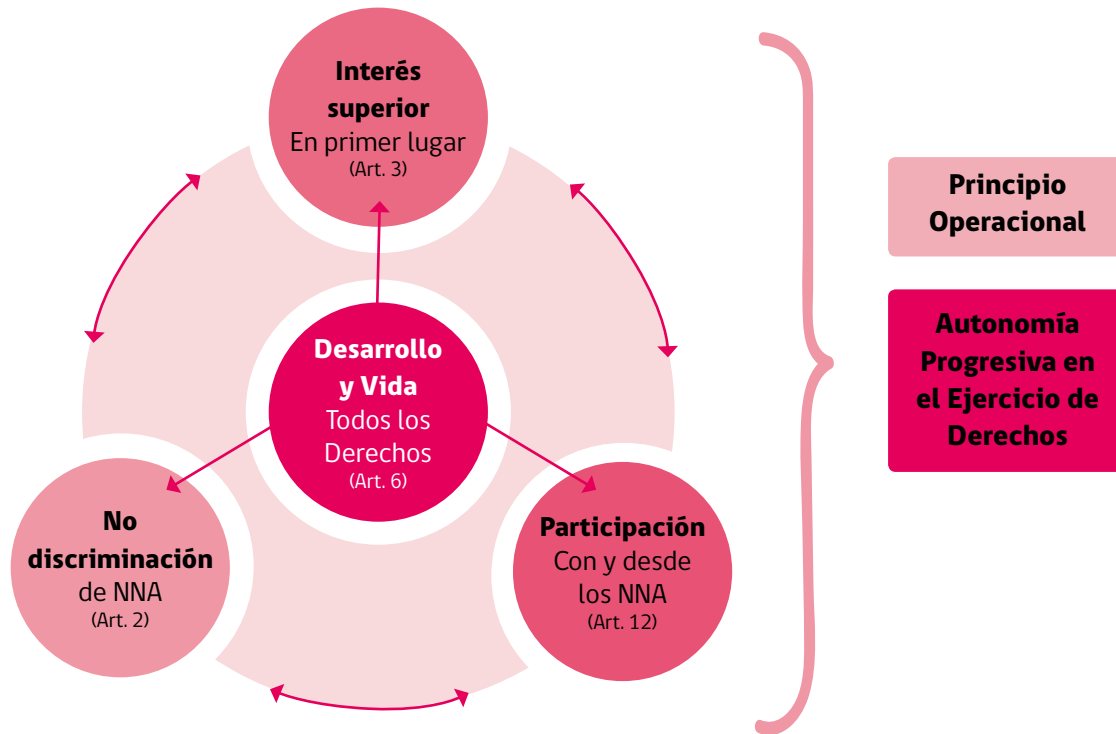 Interés
superior
En primer lugar
(Art. 3)
Desarrollo
y Vida
Todos los
Derechos
(Art. 6)
No
discriminación
de NNA
(Art. 2)
Participación
Con y desde
los NNA
(Art. 12)
Principio
Operacional
Autonomía
Progresiva en
el Ejercicio de
Derechos